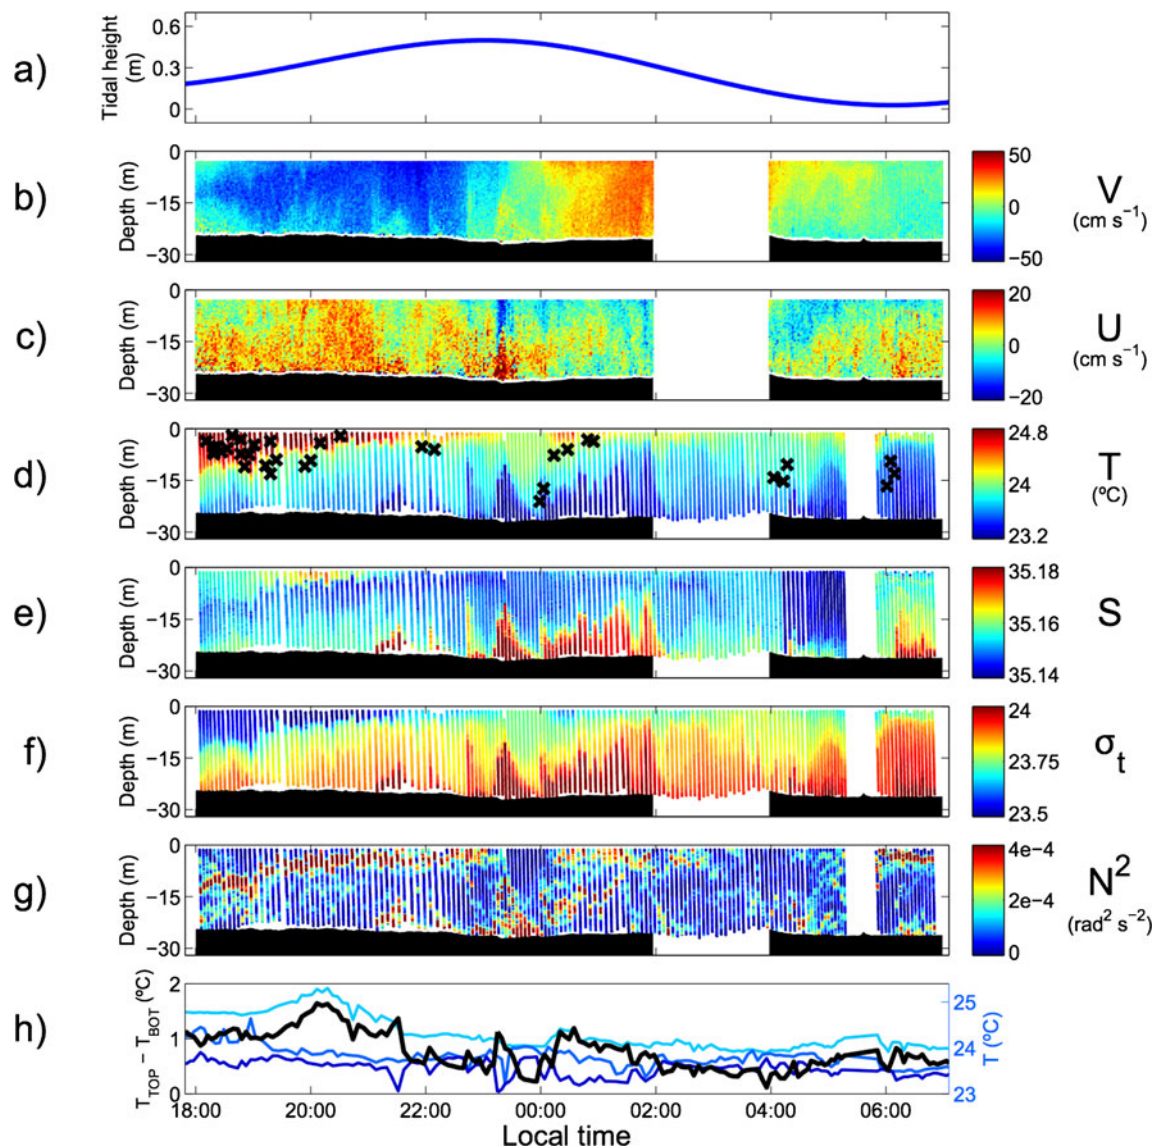 a)
Tidal height
(m)
0.6
0.3
0
b)
Depth (m)
0
−15
−30
50
0
−50
V
(cm s⁻¹)
c)
Depth (m)
0
−15
−30
20
0
−20
U
(cm s⁻¹)
d)
Depth (m)
0
−15
−30
24.8
24
23.2
T
(ºC)
e)
Depth (m)
0
−15
−30
35.18
35.16
35.14
S
f)
Depth (m)
0
−15
−30
24
23.75
23.5
σt
g)
Depth (m)
0
−15
−30
4e−4
2e−4
0
N²
(rad² s⁻²)
h)
T_TOP − T_BOT (ºC)
2
1
0
25
24
23
T (ºC)
18:00 20:00 22:00 00:00 02:00 04:00 06:00
Local time